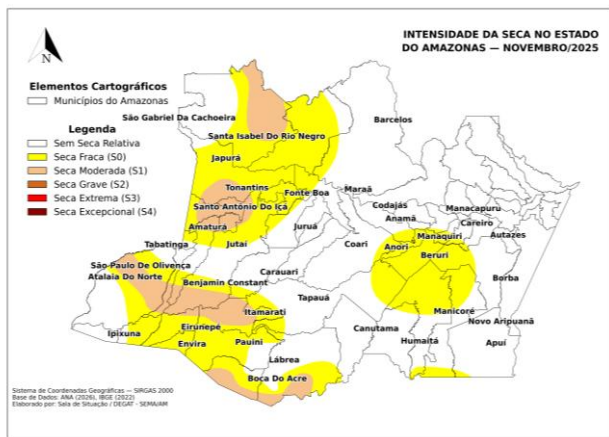 INTENSIDADE DA SECA NO ESTADO
DO AMAZONAS — NOVEMBRO/2025
N
Elementos Cartográficos
Municípios do Amazonas
Legenda
Sem Seca Relativa
Seca Fraca (S0)
Seca Moderada (S1)
Seca Grave (S2)
Seca Extrema (S3)
Seca Excepcional (S4)
São Gabriel Da Cachoeira
Barcelos
Santa Isabel Do Rio Negro
Japurá
Tonantins
Fonte Boa
Maraã
Santo Antônio Do Içá
Codajás
Manacapuru
Anamã
Careiro
Amaturá
Juruá
Manaquiri
Autazes
Tabatinga
Jutaí
Coari
Anori
Beruri
São Paulo De Olivença
Atalaia Do Norte
Carauari
Borba
Benjamin Constant
Tapauá
Itamarati
Manicoré
Novo Aripuanã
Ipixuna
Eirunepé
Canutama
Envira
Pauini
Humaitá
Apuí
Lábrea
Boca Do Acre
Sistema de Coordenadas Geográficas — SIRGAS 2000
Base de Dados: ANA (2026), IBGE (2022)
Elaborado por: Sala de Situação / DEGAT - SEMA/AM